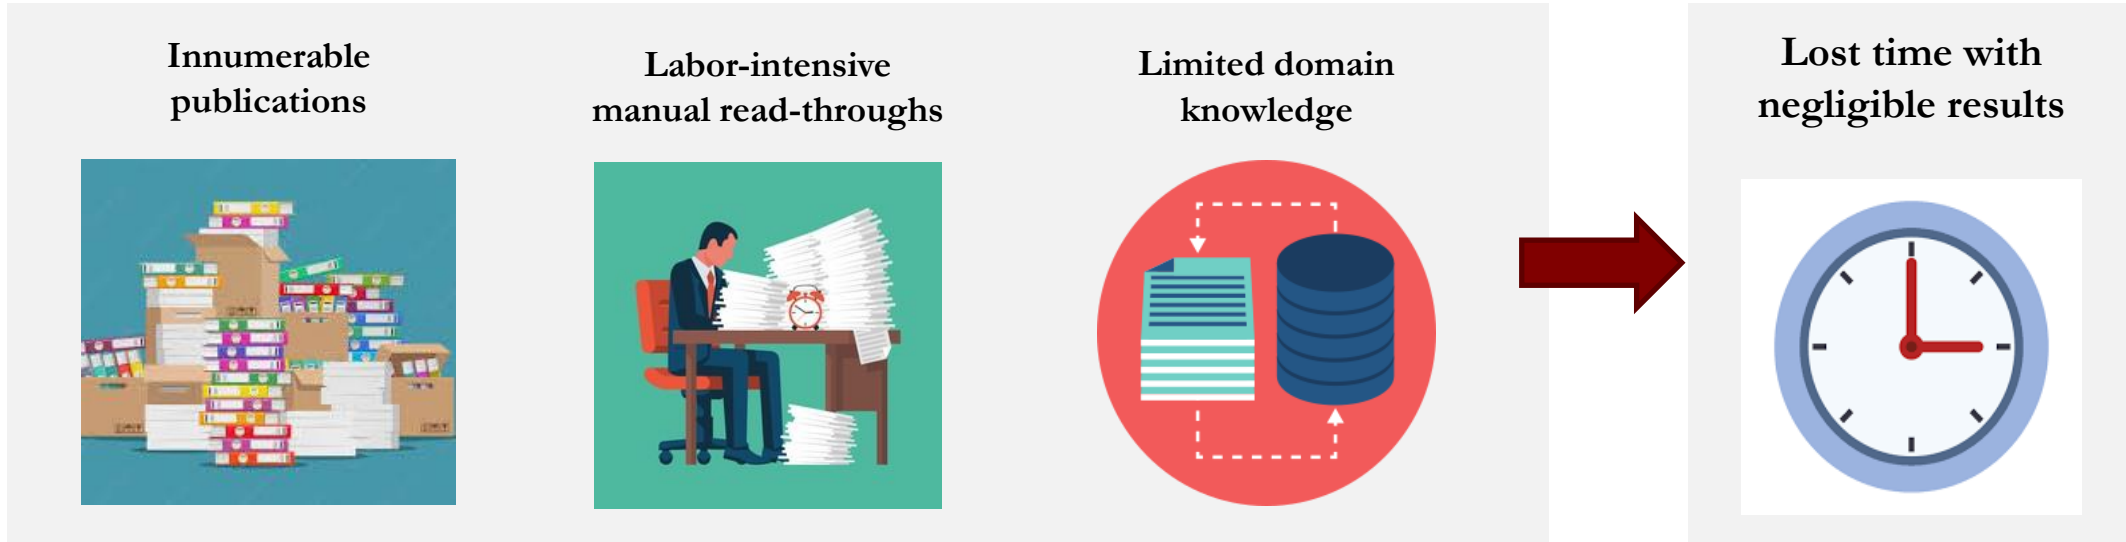 Innumerable
publications
Labor-intensive
manual read-throughs
Limited domain
knowledge
Lost time with
negligible results